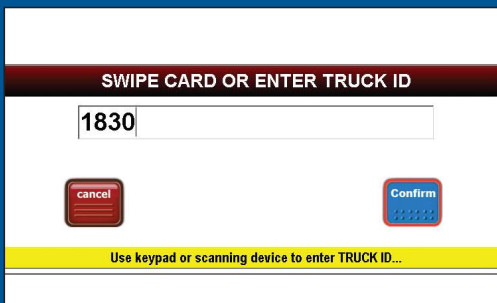 SWIPE CARD OR ENTER TRUCK ID
1830
cancel
Confirm
Use keypad or scanning device to enter TRUCK ID...